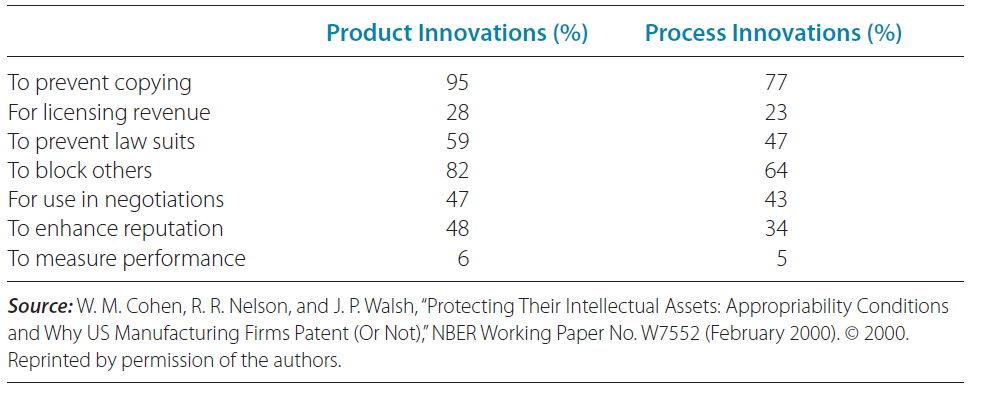 Product Innovations (%) Process Innovations (%)
To prevent copying 95 77
For licensing revenue 28 23
To prevent law suits 59 47
To block others 82 64
For use in negotiations 47 43
To enhance reputation 48 34
To measure performance 6 5
Source: W. M. Cohen, R. R. Nelson, and J. P. Walsh, “Protecting Their Intellectual Assets: Appropriability Conditions
and Why US Manufacturing Firms Patent (Or Not),” NBER Working Paper No. W7552 (February 2000). © 2000.
Reprinted by permission of the authors.